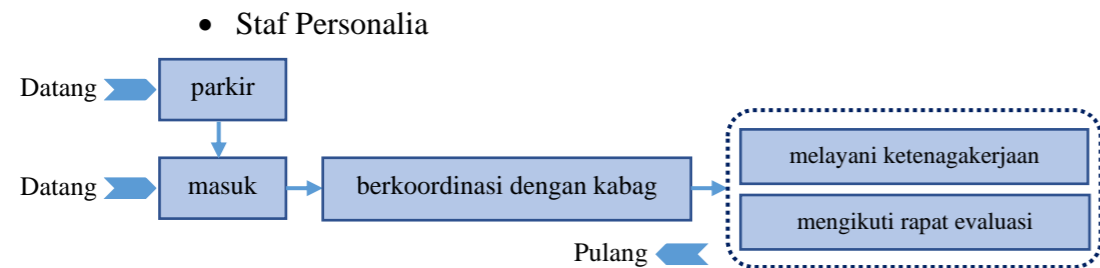 • Staf Personalia
Datang
parkir
Datang
masuk
berkoordinasi dengan kabag
melayani ketenagakerjaan
mengikuti rapat evaluasi
Pulang